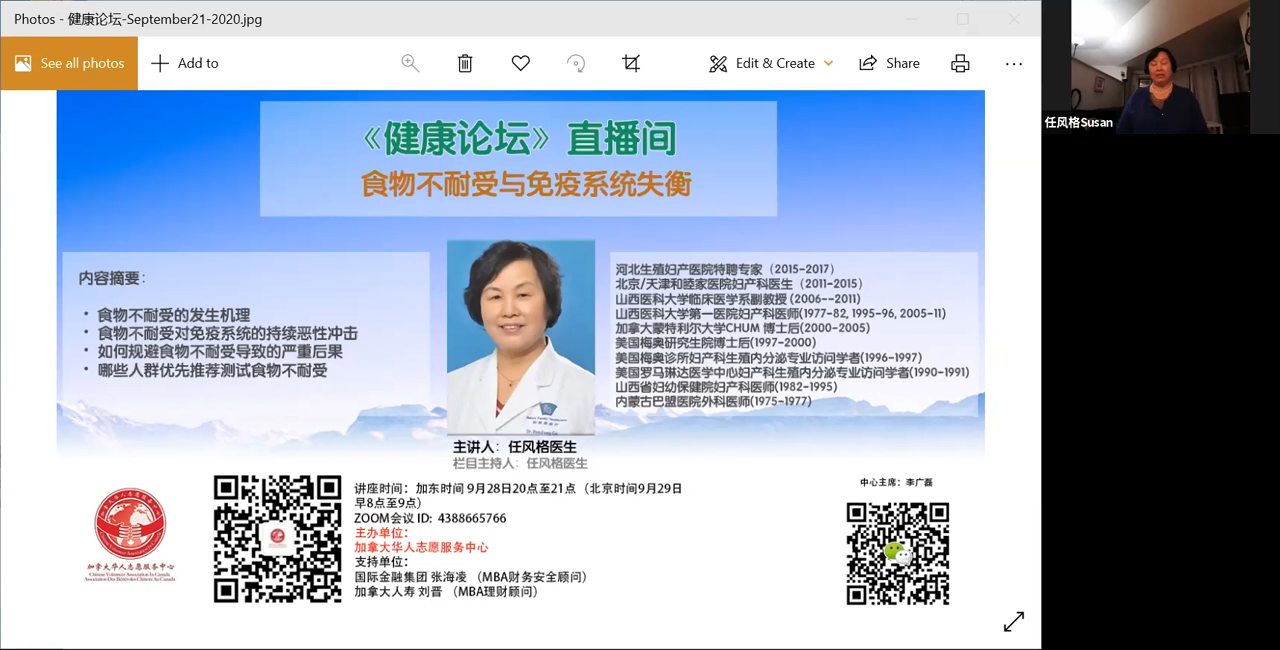 Photos - 健康论坛-September21-2020.jpg
See all photos
Add to
Edit & Create
Share
任风格Susan
《健康论坛》直播间
食物不耐受与免疫系统失衡
内容摘要：
• 食物不耐受的发生机理
• 食物不耐受对免疫系统的持续恶性冲击
• 如何规避食物不耐受导致的严重后果
• 哪些人群优先推荐测试食物不耐受
主讲人：任风格医生
栏目主持人：任风格医生
河北生殖妇产医院特聘专家（2015-2017）
北京/天津和睦家医院妇产科医生（2011-2015）
山西医科大学临床医学系副教授（2006--2011)
山西医科大学第一医院妇产科医师(1977-82, 1995-96, 2005-11)
加拿大蒙特利尔大学CHUM 博士后(2000-2005)
美国梅奥研究生院博士后(1997-2000)
美国梅奥诊所妇产科生殖内分泌专业访问学者(1996-1997)
美国罗马琳达医学中心妇产科生殖内分泌专业访问学者(1990-1991)
山西省妇幼保健院妇产科医师(1982-1995)
内蒙古巴盟医院外科医师(1975-1977)
加拿大华人志愿服务中心
Chinese Volunteer Association In Canada
Association Des Bénévoles Chinois Au Canada
讲座时间：加东时间 9月28日20点至21点（北京时间9月29日
早8点至9点）
ZOOM会议 ID: 4388665766
主办单位：
加拿大华人志愿服务中心
支持单位：
国际金融集团 张海凌 （MBA财务安全顾问）
加拿大人寿 刘晋 （MBA理财顾问）
中心主席：李广磊